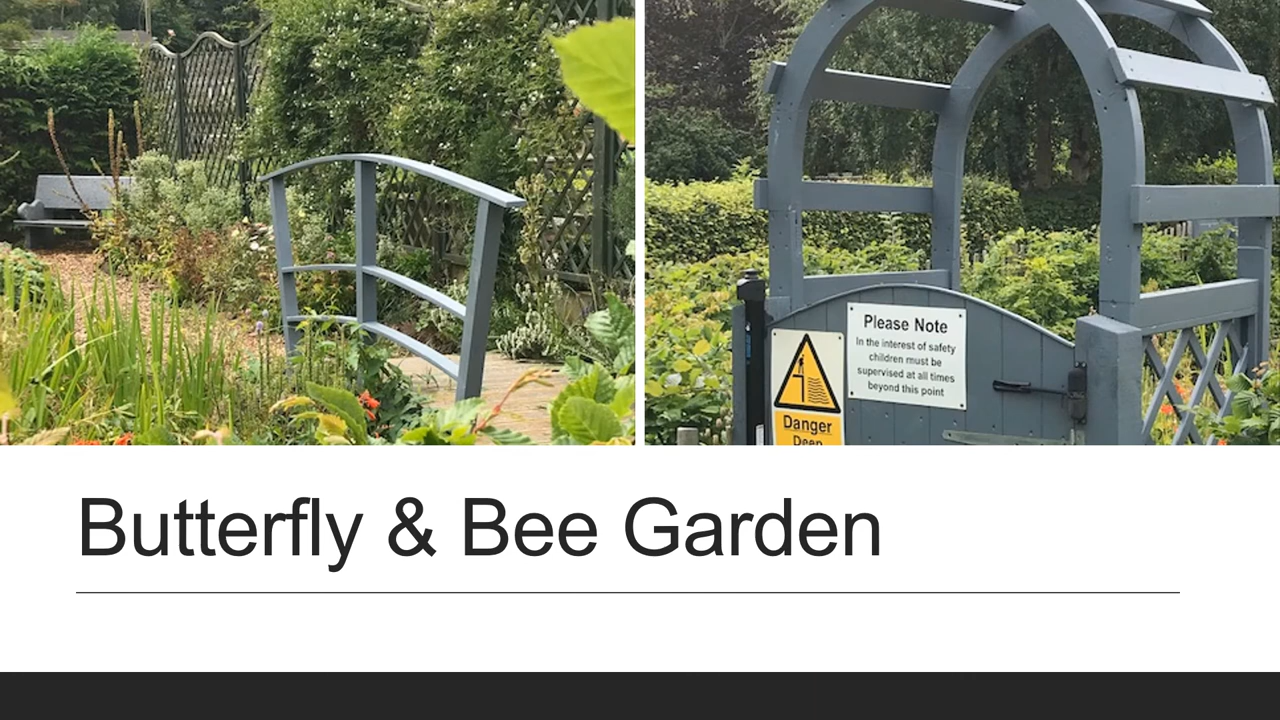 Please Note
In the interest of safety
children must be
supervised at all times
beyond this point
Danger
Deep
Butterfly & Bee Garden